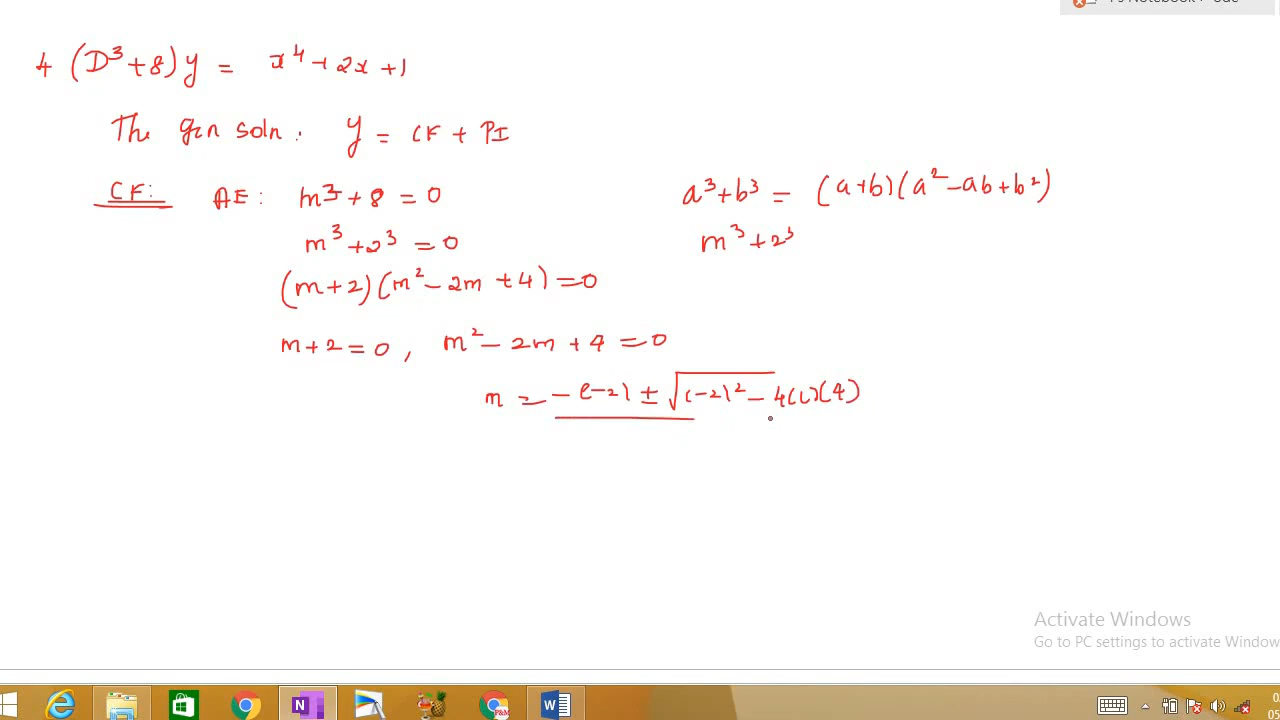 4 (D³+8)y = x⁴+2x+1
The gen soln: y = CF + PI
CF: AE: m³+8=0
a³+b³ = (a+b)(a²-ab+b²)
m³+2³=0
m³+2³
(m+2)(m²-2m+4)=0
m+2=0, m²-2m+4=0
m = -(-2) ± √(-2)²-4(1)(4)
Activate Windows
Go to PC settings to activate Window